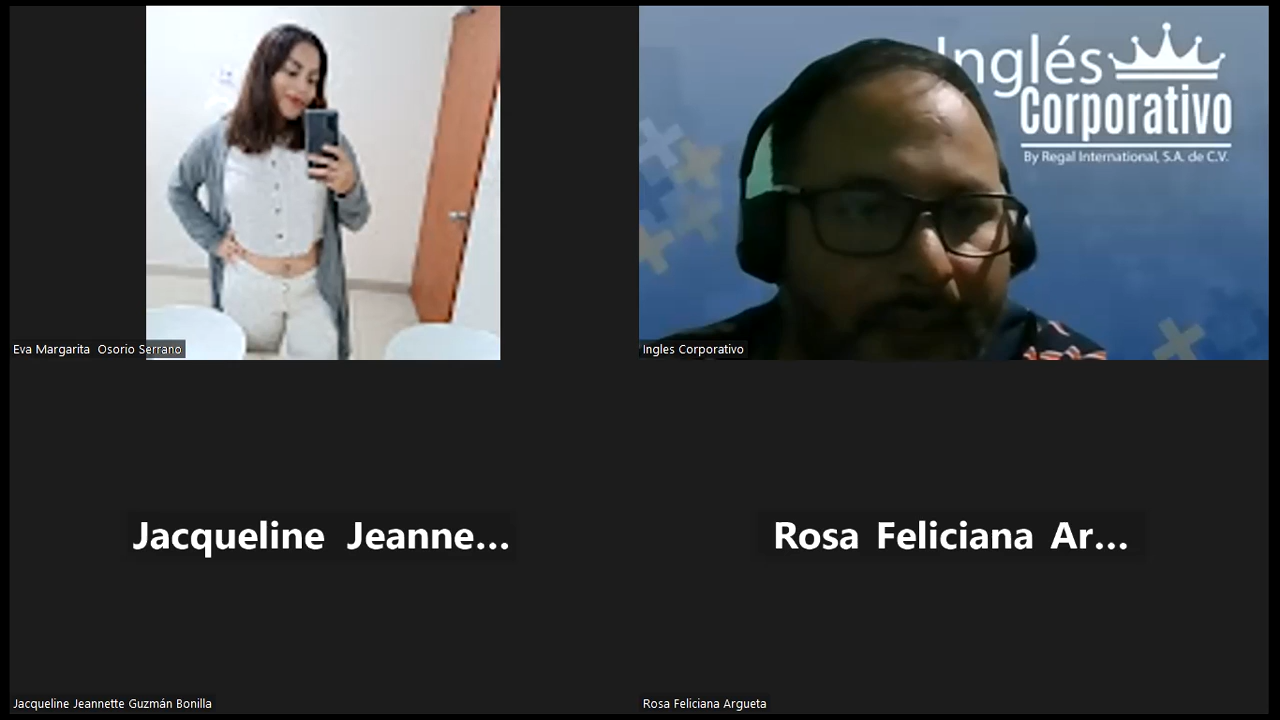 Inglés
Corporativo
By Regal International, S.A. de C.V.
Eva Margarita Osorio Serrano
Ingles Corporativo
Jacqueline Jeanne...
Rosa Feliciana Ar...
Jacqueline Jeannette Guzmán Bonilla
Rosa Feliciana Argueta